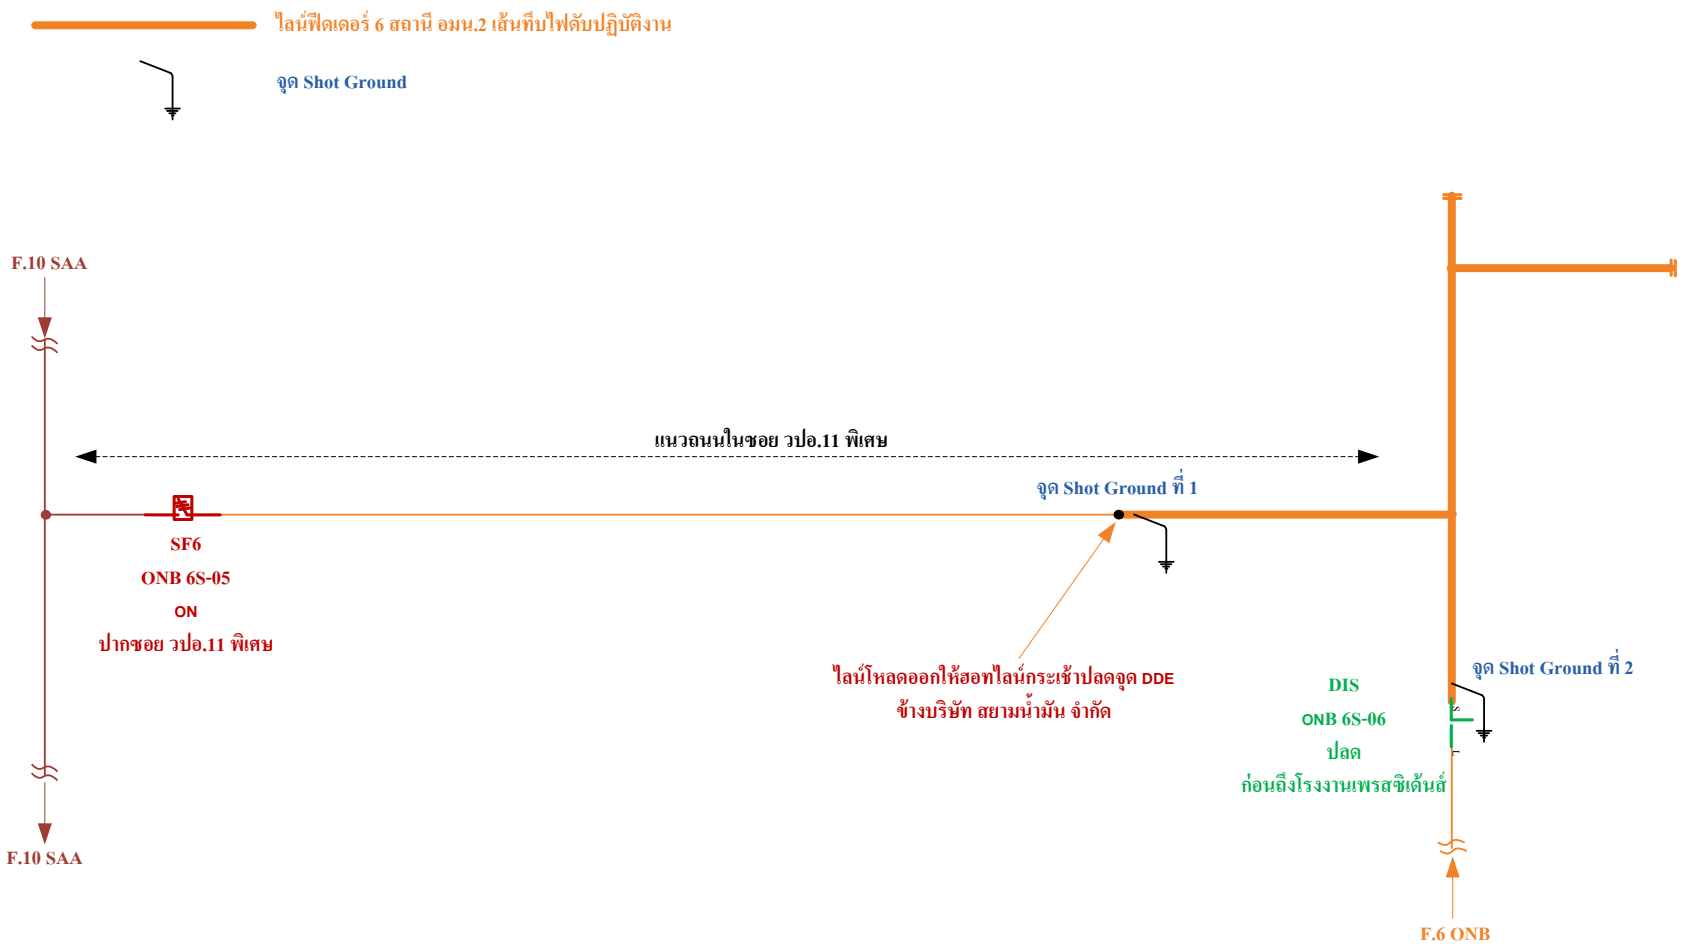 ไลน์ฟีดเดอร์ 6 สถานี อมน.2 เส้นทึบไฟดับปฏิบัติงาน
จุด Shot Ground
F.10 SAA
แนวถนนในซอย วปอ.11 พิเศษ
จุด Shot Ground ที่ 1
SF6
ONB 6S-05
ON
ปากซอย วปอ.11 พิเศษ
ไลน์โหลดออกให้ฮอทไลน์กระเช้าปลดจุด DDE
ข้างบริษัท สยามน้ำมัน จำกัด
จุด Shot Ground ที่ 2
DIS
ONB 6S-06
ปลด
ก่อนถึงโรงงานเพรสซิเด้นส์
S
L
F.10 SAA
F.6 ONB